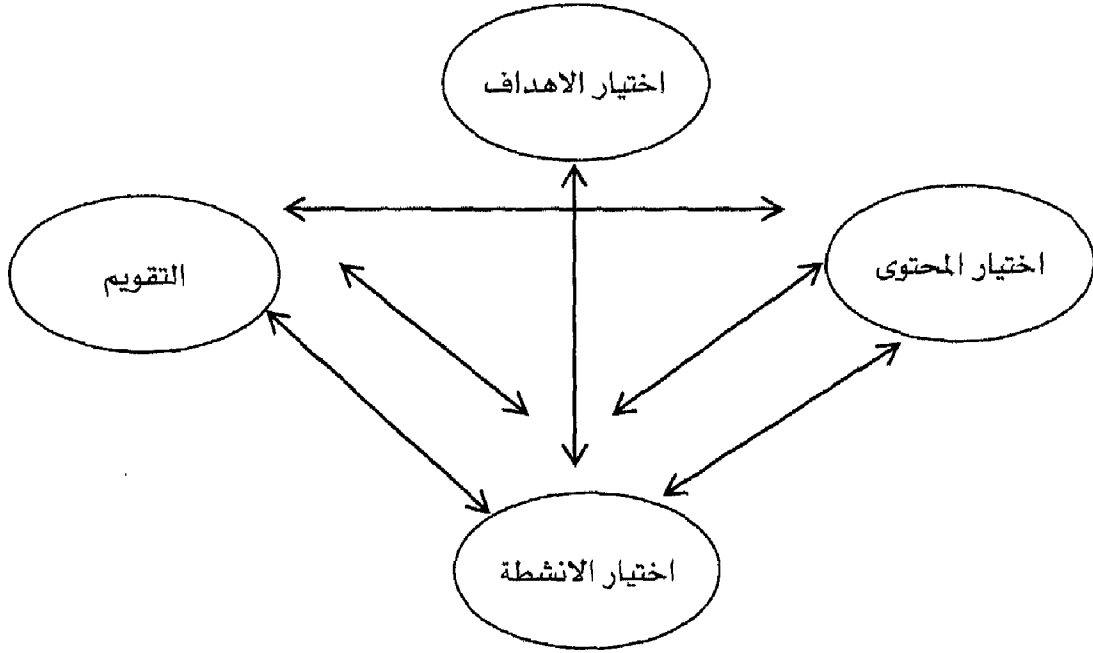 اختيار الاهداف
اختيار المحتوى
التقويم
اختيار الانشطة